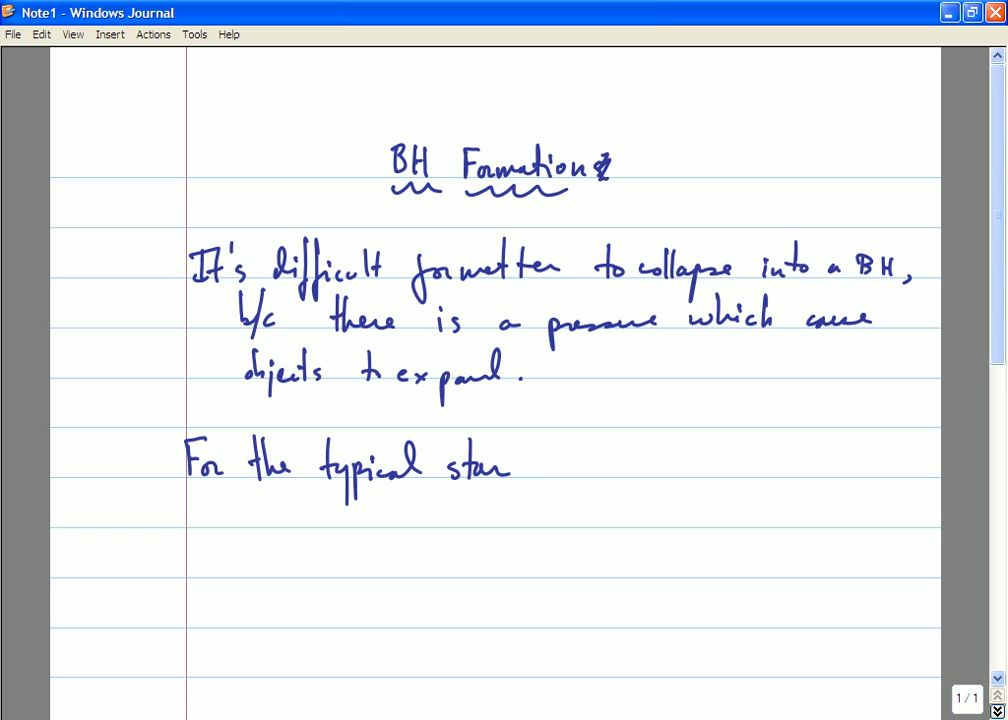 Note1 - Windows Journal
File Edit View Insert Actions Tools Help
BH Formation
It's difficult for matter to collapse into a BH,
b/c there is a pressure which cause
objects to expand.
For the typical star
1 / 1